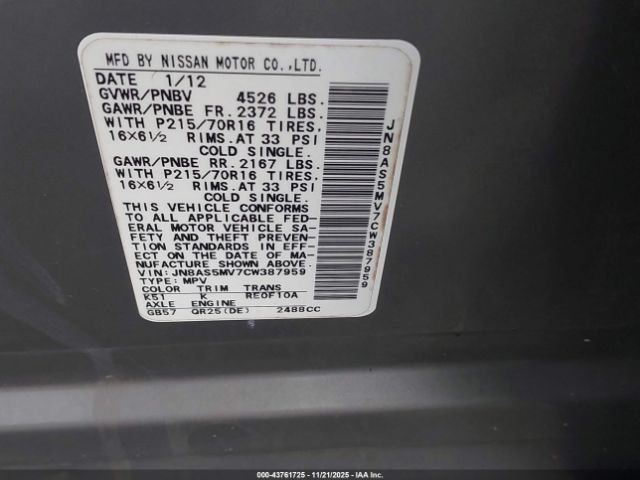 MFD BY NISSAN MOTOR CO.,LTD.
DATE 1/12
GVWR/PNBV 4526 LBS.
GAWR/PNBE FR. 2372 LBS.
WITH P215/70R16 TIRES,
16X6½ RIMS.AT 33 PSI
COLD SINGLE.
GAWR/PNBE RR. 2167 LBS.
WITH P215/70R16 TIRES.
16X6½ RIMS.AT 33 PSI
COLD SINGLE.
THIS VEHICLE CONFORMS
TO ALL APPLICABLE FED-
ERAL MOTOR VEHICLE SA-
FETY AND THEFT PREVEN-
TION STANDARDS IN EFF-
ECT ON THE DATE OF MA-
NUFACTURE SHOWN ABOVE.
VIN: JN8AS5MV7CW387959
TYPE: MPV
COLOR TRIM TRANS
K51 K RE0F10A
AXLE ENGINE
GB57 QR25(DE) 2488CC
JN8AS5MV7CW387959
000-43761725 - 11/21/2025 - IAA Inc.